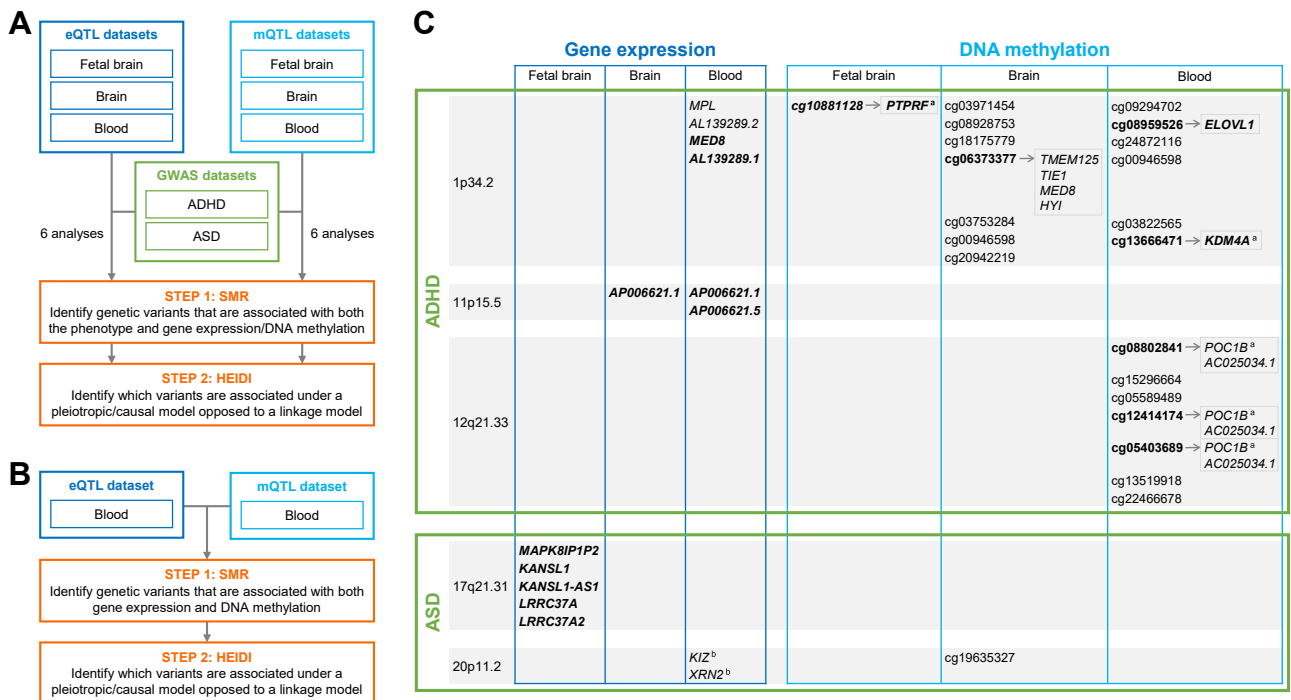 A
eQTL datasets
Fetal brain
Brain
Blood
mQTL datasets
Fetal brain
Brain
Blood
GWAS datasets
ADHD
ASD
6 analyses
6 analyses
STEP 1: SMR
Identify genetic variants that are associated with both
the phenotype and gene expression/DNA methylation
STEP 2: HEIDI
Identify which variants are associated under a
pleiotropic/causal model opposed to a linkage model
B
eQTL dataset
Blood
mQTL dataset
Blood
STEP 1: SMR
Identify genetic variants that are associated with both
gene expression and DNA methylation
STEP 2: HEIDI
Identify which variants are associated under a
pleiotropic/causal model opposed to a linkage model
C
Gene expression
DNA methylation
Fetal brain
Brain
Blood
Fetal brain
Brain
Blood
ADHD
1p34.2
MPL
AL139289.2
MED8
AL139289.1
cg10881128 → PTPRF a
cg03971454
cg08928753
cg18175779
cg06373377 → TMEM125
TIE1
MED8
HYI
cg03753284
cg00946598
cg20942219
cg09294702
cg08959526 → ELOVL1
cg24872116
cg00946598
cg03822565
cg13666471 → KDM4A a
11p15.5
AP006621.1
AP006621.1
AP006621.5
12q21.33
cg08802841 → POC1B a
AC025034.1
cg15296664
cg05589489
cg12414174 → POC1B a
AC025034.1
cg05403689 → POC1B a
AC025034.1
cg13519918
cg22466678
ASD
17q21.31
MAPK8IP1P2
KANSL1
KANSL1-AS1
LRRC37A
LRRC37A2
20p11.2
KIZ b
XRN2 b
cg19635327